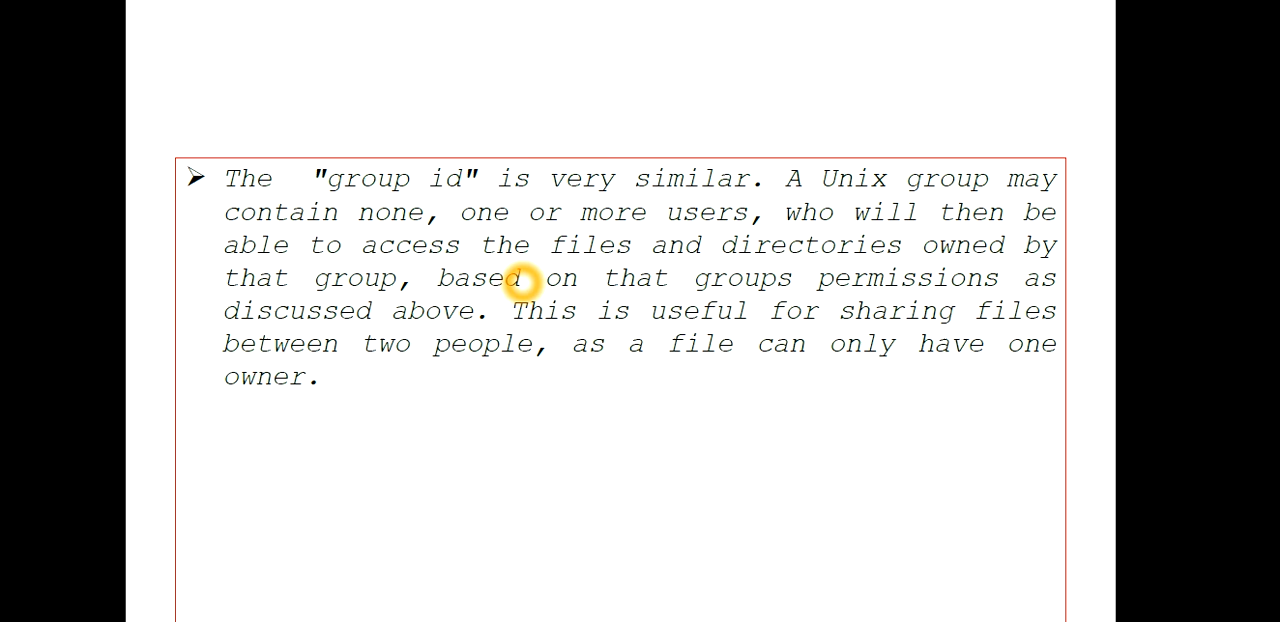 ➢ The "group id" is very similar. A Unix group may
contain none, one or more users, who will then be
able to access the files and directories owned by
that group, based on that groups permissions as
discussed above. This is useful for sharing files
between two people, as a file can only have one
owner.